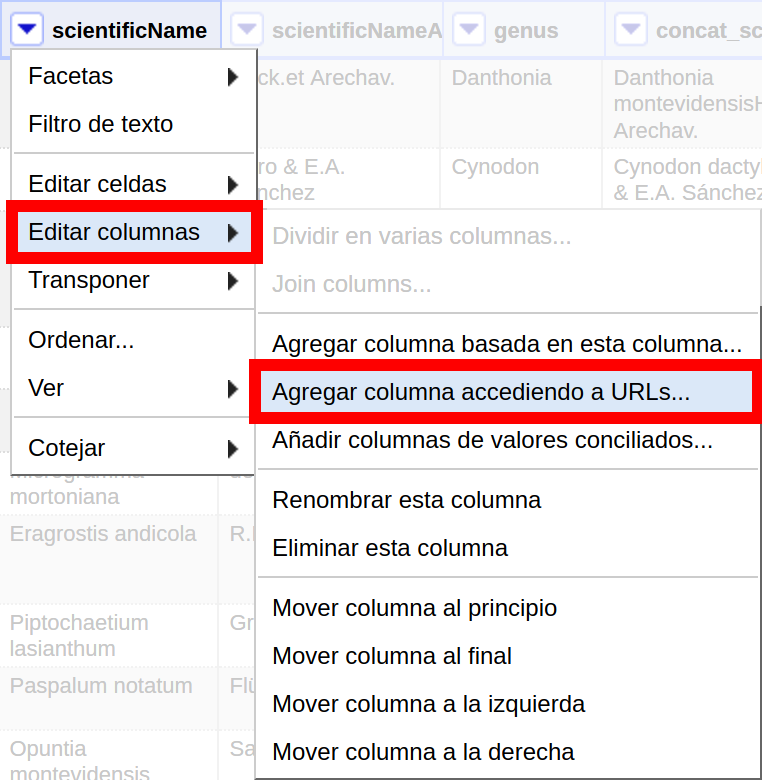 scientificName
scientificNameA
genus
concat_sc
Facetas
Filtro de texto
Editar celdas
Editar columnas
Transponer
Ordenar...
Ver
Cotejar
ck.et Arechav.
Danthonia
Danthonia
montevidensisH
Arechav.
ro & E.A.
nchez
Cynodon
Cynodon dactyl
& E.A. Sánchez
Dividir en varias columnas...
Join columns...
Agregar columna basada en esta columna...
Agregar columna accediendo a URLs...
Añadir columnas de valores conciliados...
Renombrar esta columna
Eliminar esta columna
Mover columna al principio
Mover columna al final
Mover columna a la izquierda
Mover columna a la derecha
Microgramma
mortoniana
Eragrostis andicola
R.
Piptochaetium
lasianthum
Gr
Paspalum notatum
Flü
Opuntia
montevidensis
Sa